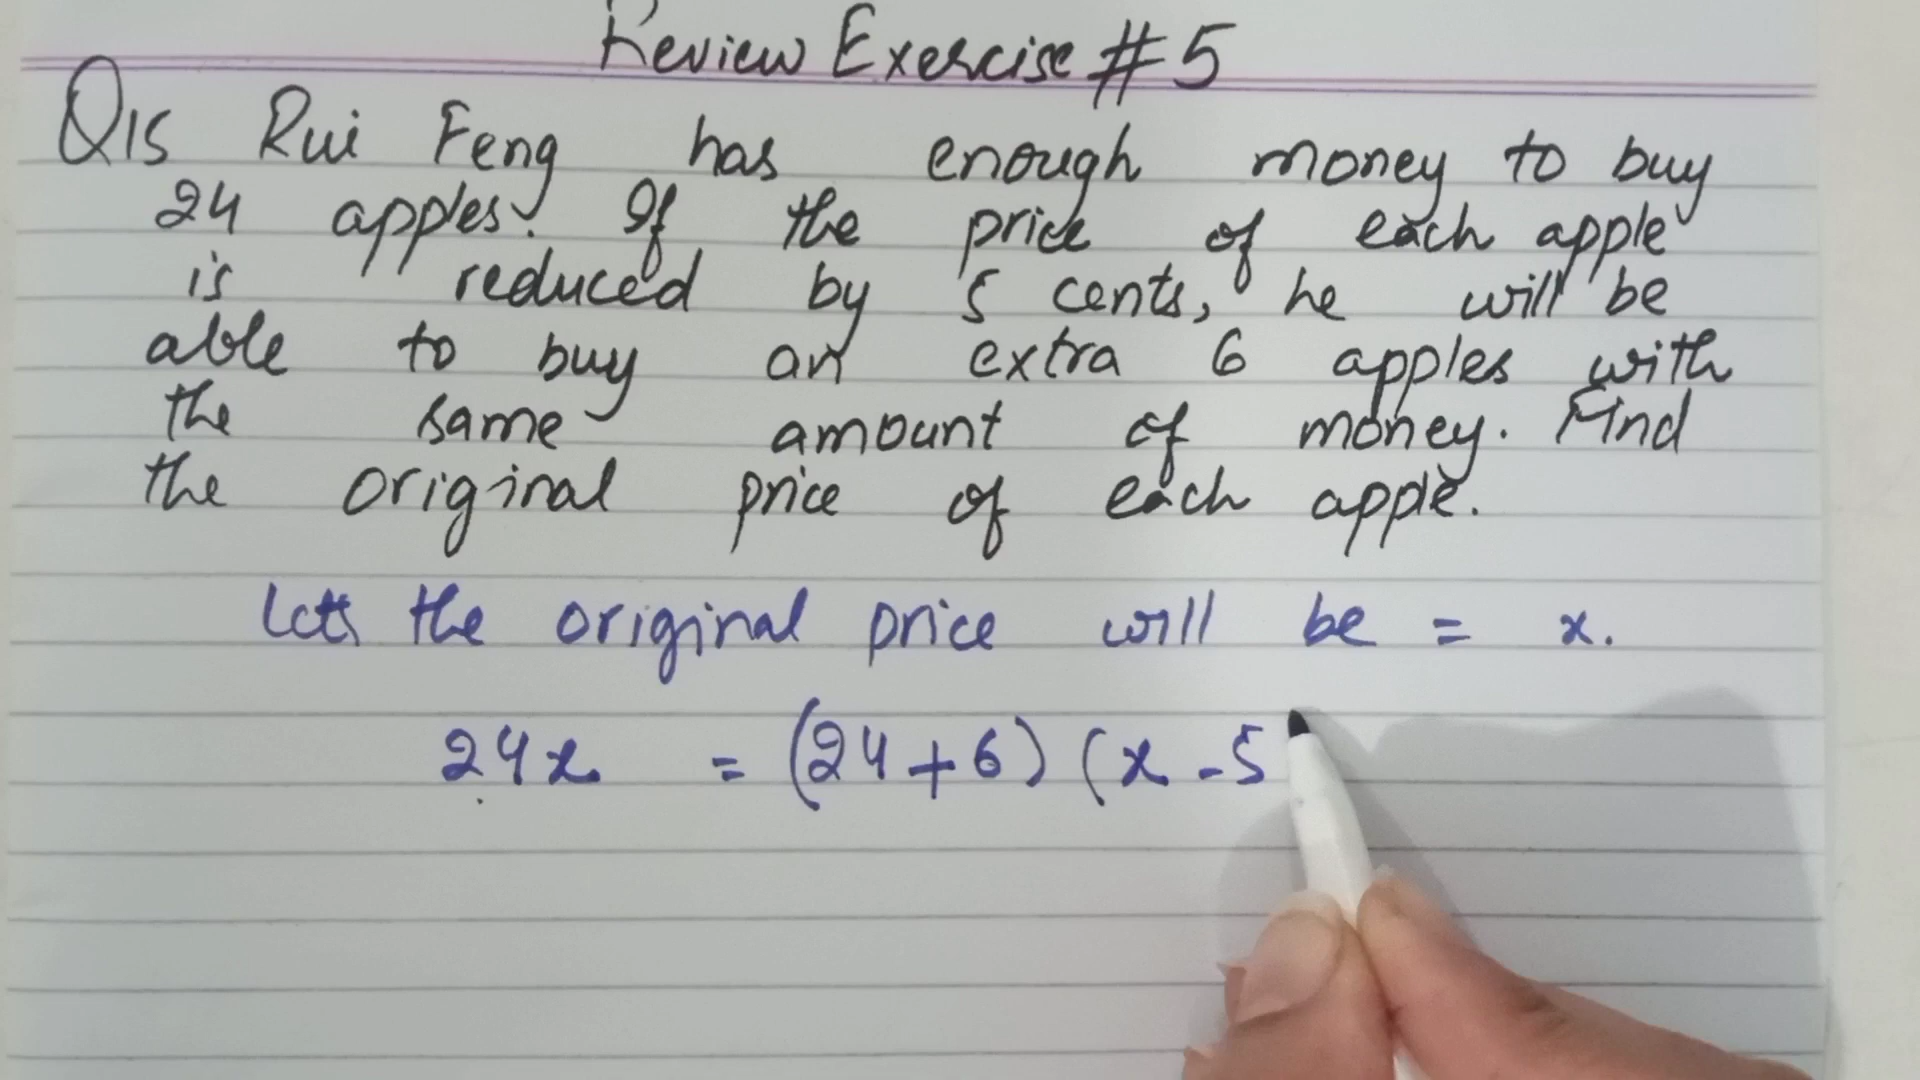 Review Exercise #5
Q15 Rui Feng has enough money to buy
24 apples. If the price of each apple
is reduced by 5 cents, he will be
able to buy an extra 6 apples with
the same amount of money. Find
the original price of each apple.
the original price will be = x.
24x = (24+6) (x-5